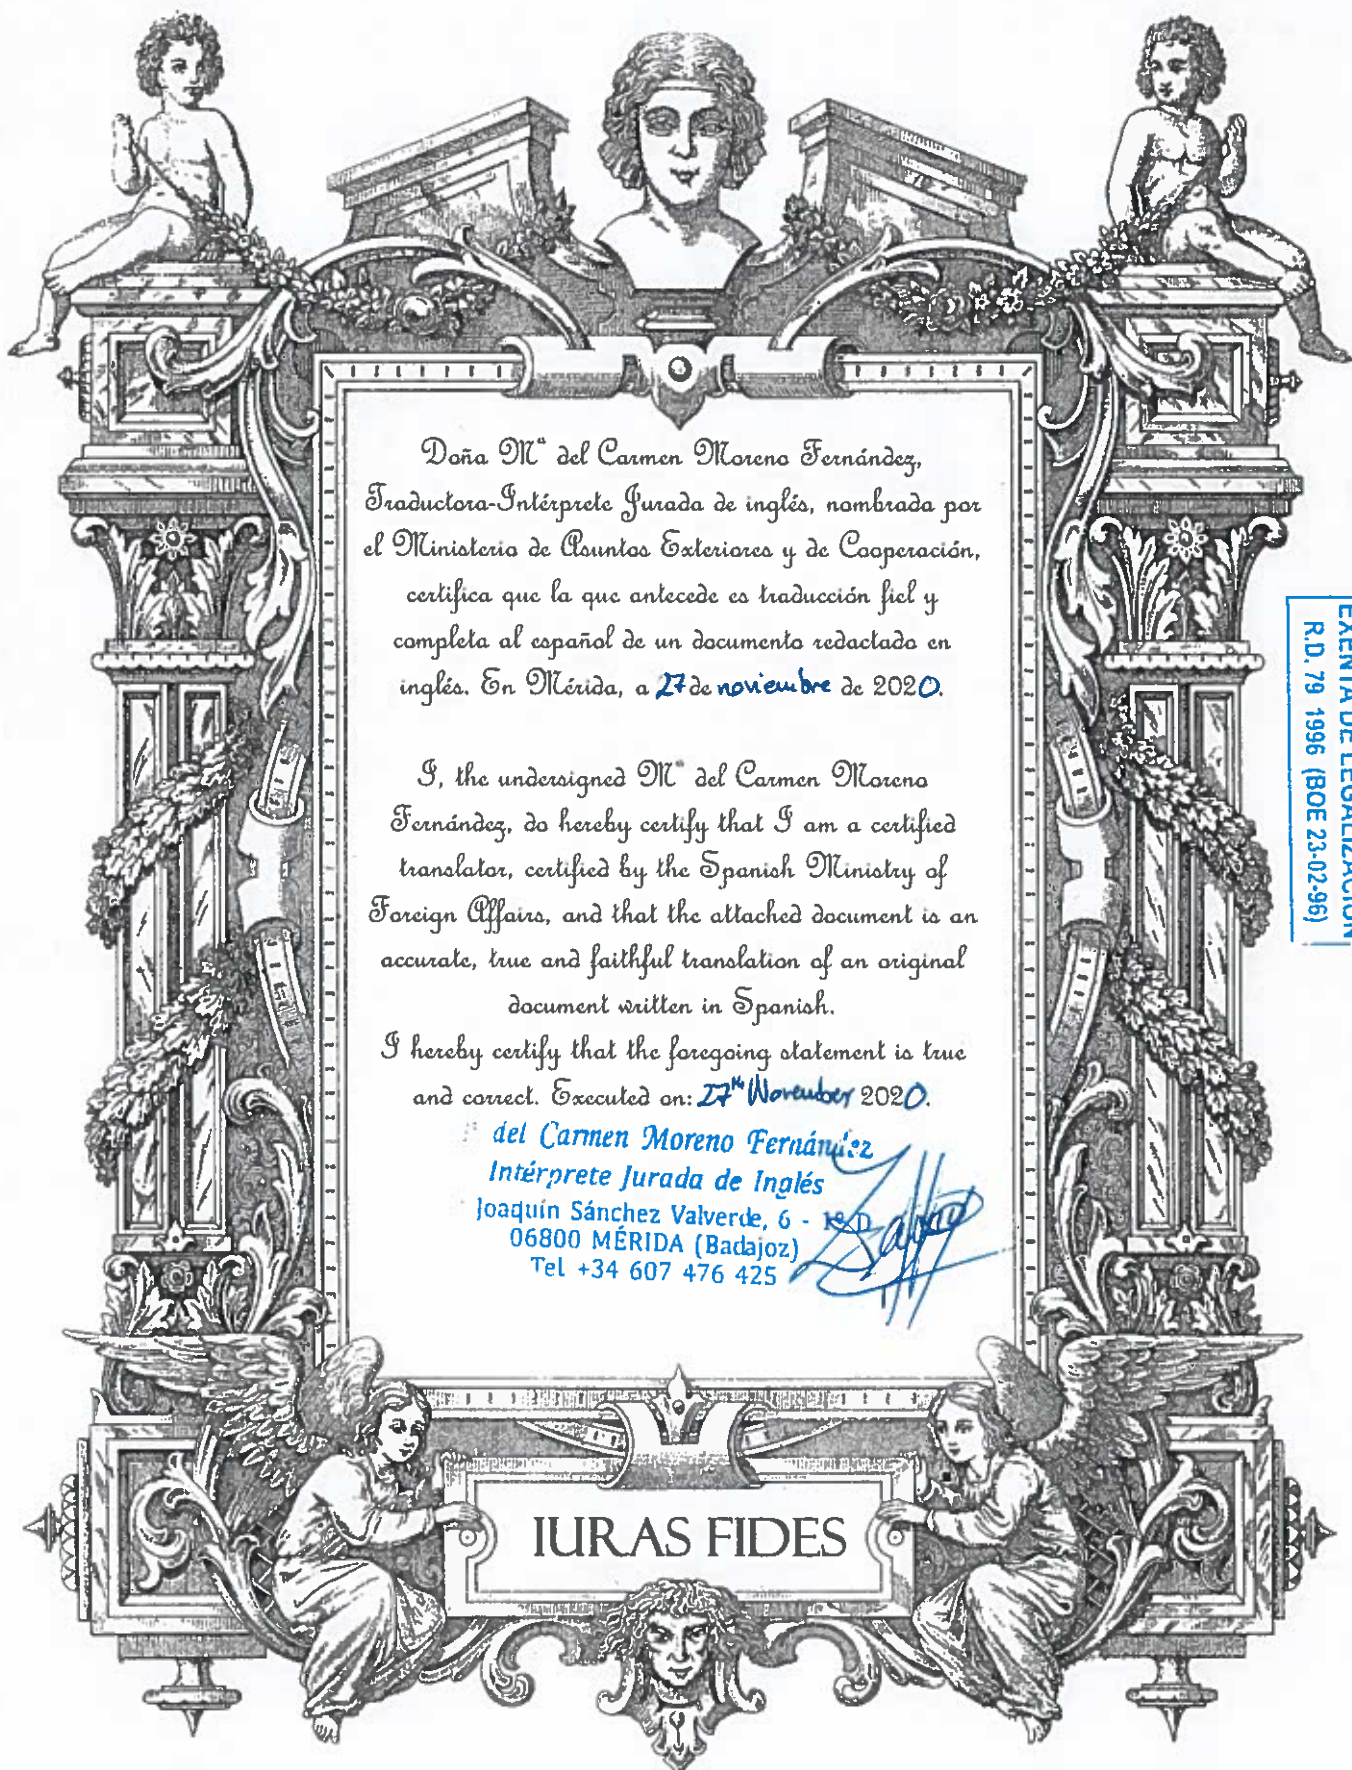 Doña Mª del Carmen Moreno Fernández,
Traductora-Intérprete Jurada de inglés, nombrada por
el Ministerio de Asuntos Exteriores y de Cooperación,
certifica que la que antecede es traducción fiel y
completa al español de un documento redactado en
inglés. En Mérida, a 27 de noviembre de 2020.
I, the undersigned Mª del Carmen Moreno
Fernández, do hereby certify that I am a certified
translator, certified by the Spanish Ministry of
Foreign Affairs, and that the attached document is an
accurate, true and faithful translation of an original
document written in Spanish.
I hereby certify that the foregoing statement is true
and correct. Executed on: 27th November 2020.
del Carmen Moreno Fernández
Intérprete Jurada de Inglés
Joaquín Sánchez Valverde, 6 -
06800 MÉRIDA (Badajoz)
Tel +34 607 476 425
IURAS FIDES
EXENTA DE LEGALIZACIÓN
R.D. 79 1996 (BOE 23-02-96)